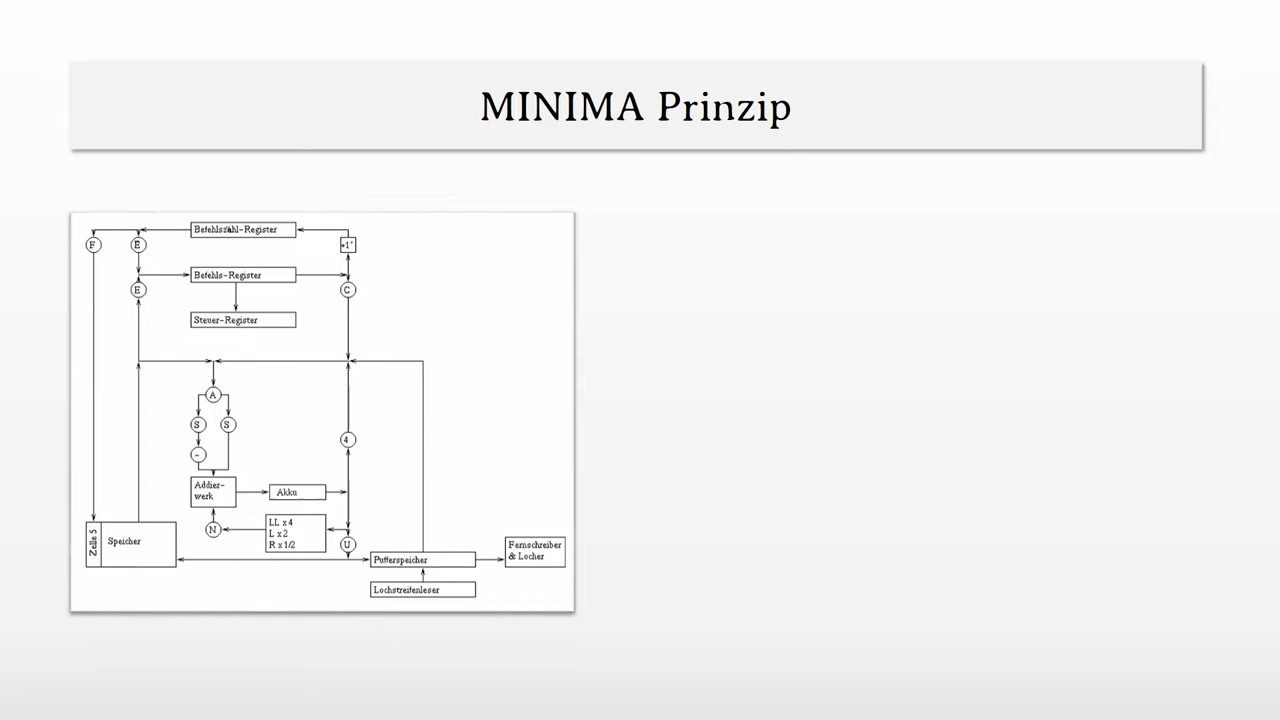 MINIMA Prinzip
Befehlszähl-Register
F
E
+1'
Befehls-Register
E
C
Steuer-Register
A
S
S
4
-
Addier-
werk
Akku
LL x 4
L x 2
R x 1/2
N
U
Zelle 5
Speicher
Pufferspeicher
Fernschreiber
& Locher
Lochstreifenleser